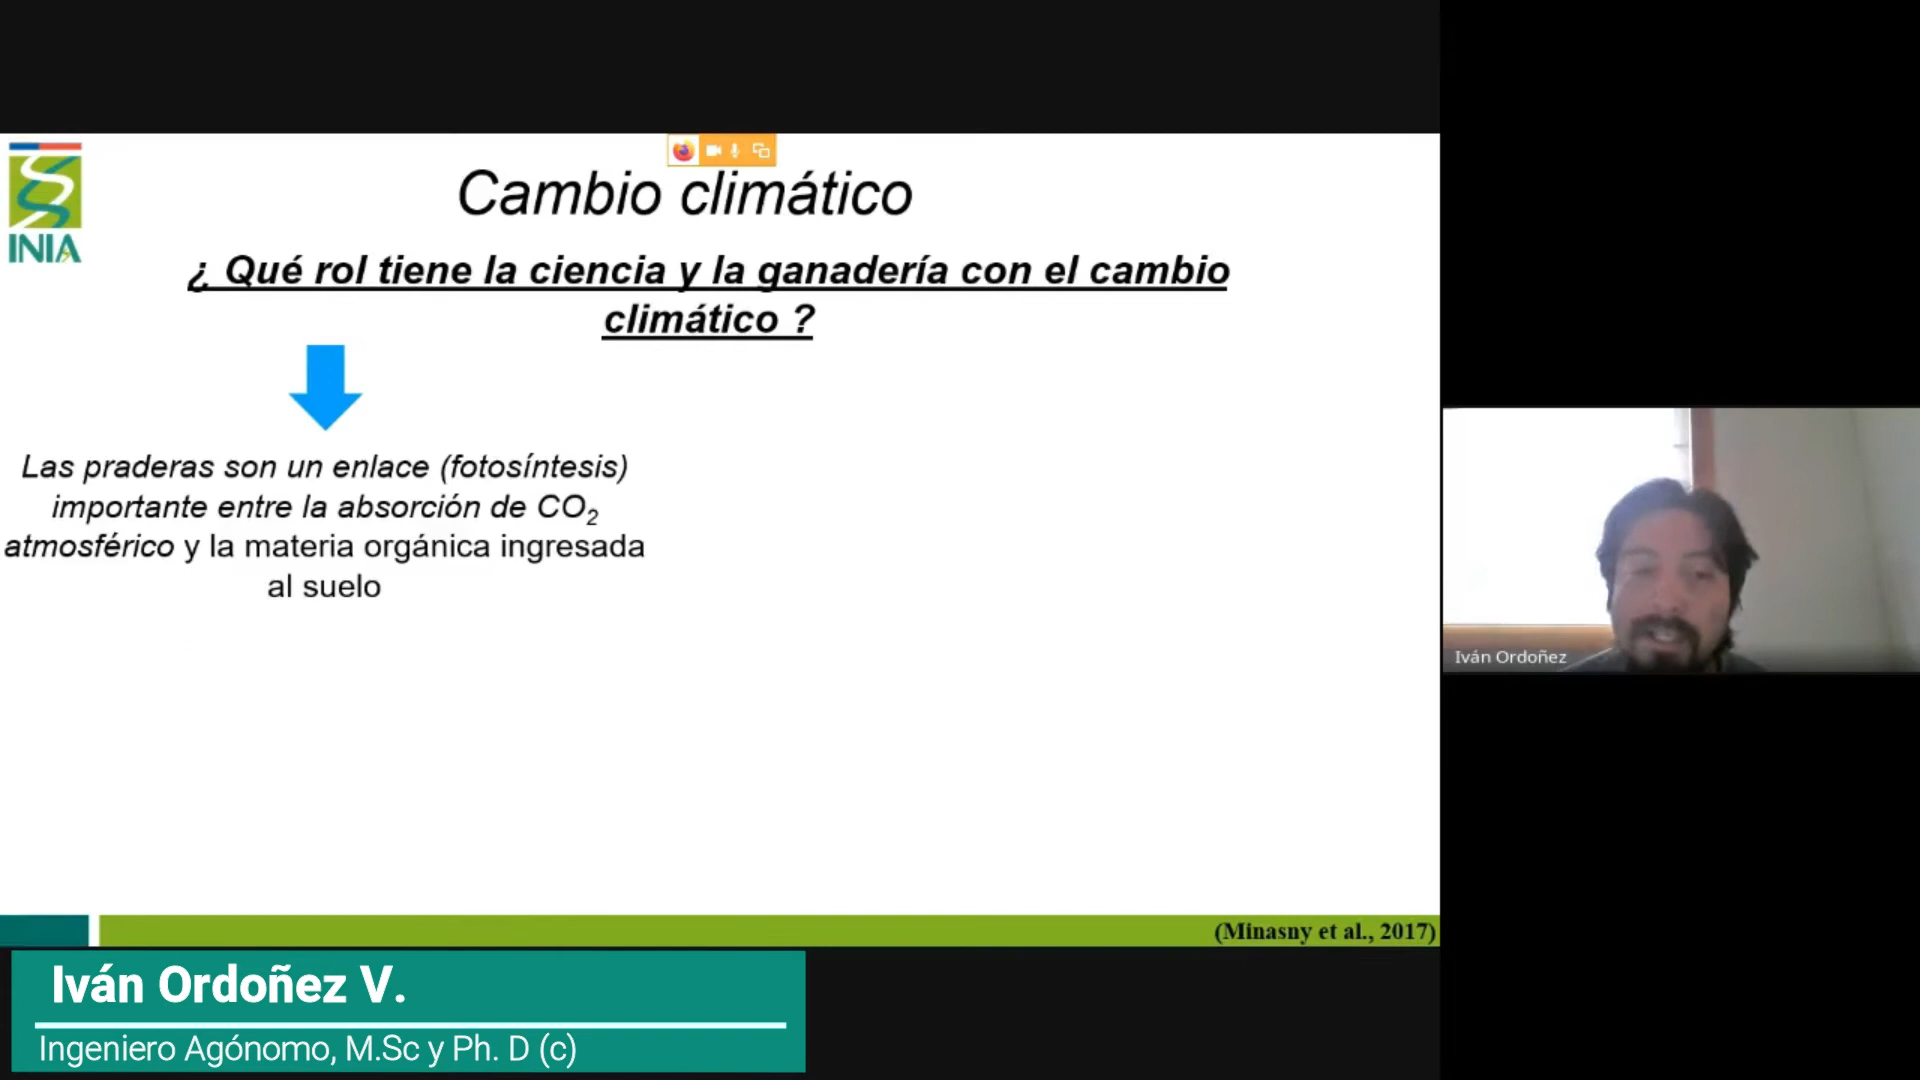 INIA
Cambio climático
¿ Qué rol tiene la ciencia y la ganadería con el cambio
climático ?
Las praderas son un enlace (fotosíntesis)
importante entre la absorción de CO₂
atmosférico y la materia orgánica ingresada
al suelo
Iván Ordoñez
(Minasny et al., 2017)
Iván Ordoñez V.
Ingeniero Agónomo, M.Sc y Ph. D (c)